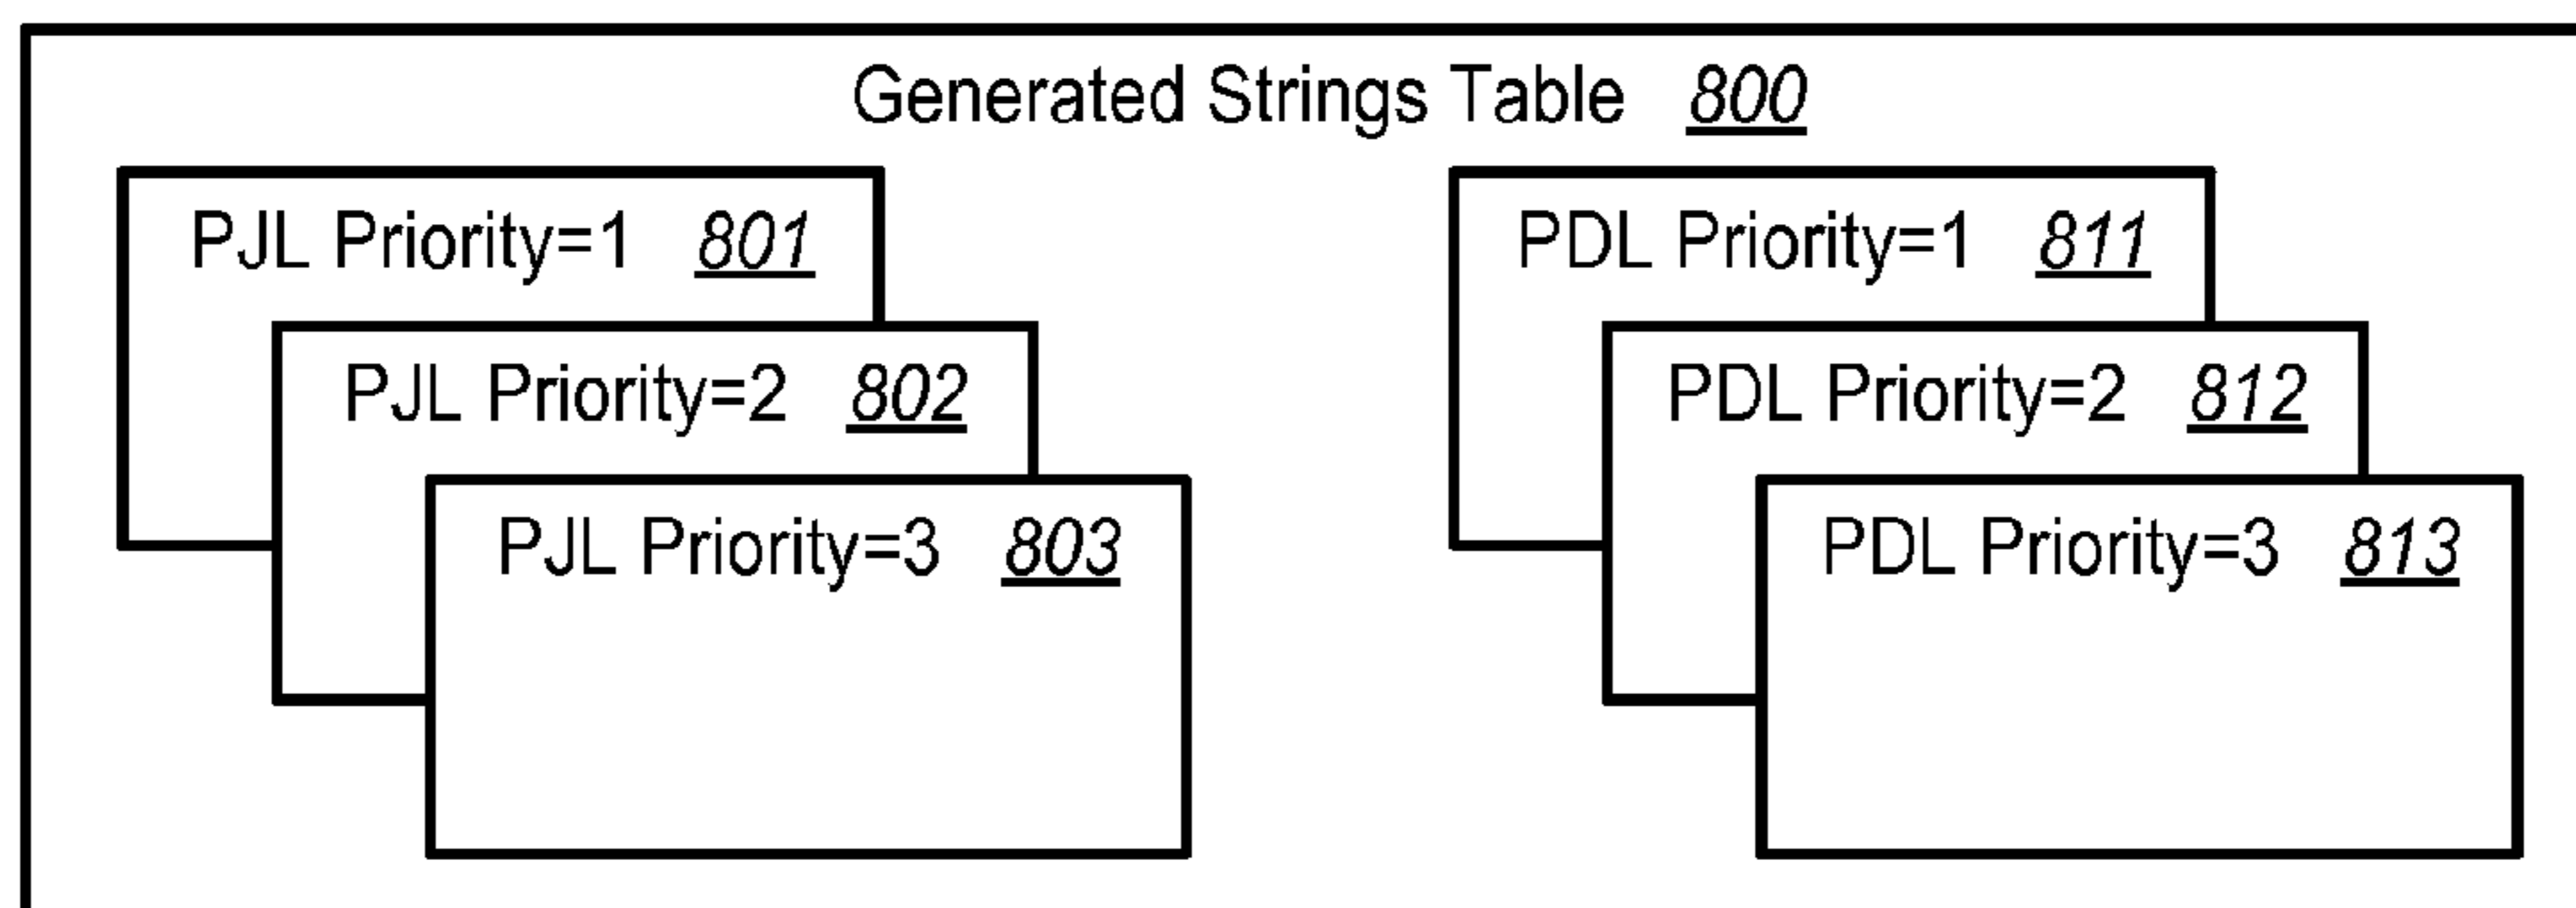 Generated Strings Table 800
PJL Priority=1 801
PJL Priority=2 802
PJL Priority=3 803
PDL Priority=1 811
PDL Priority=2 812
PDL Priority=3 813